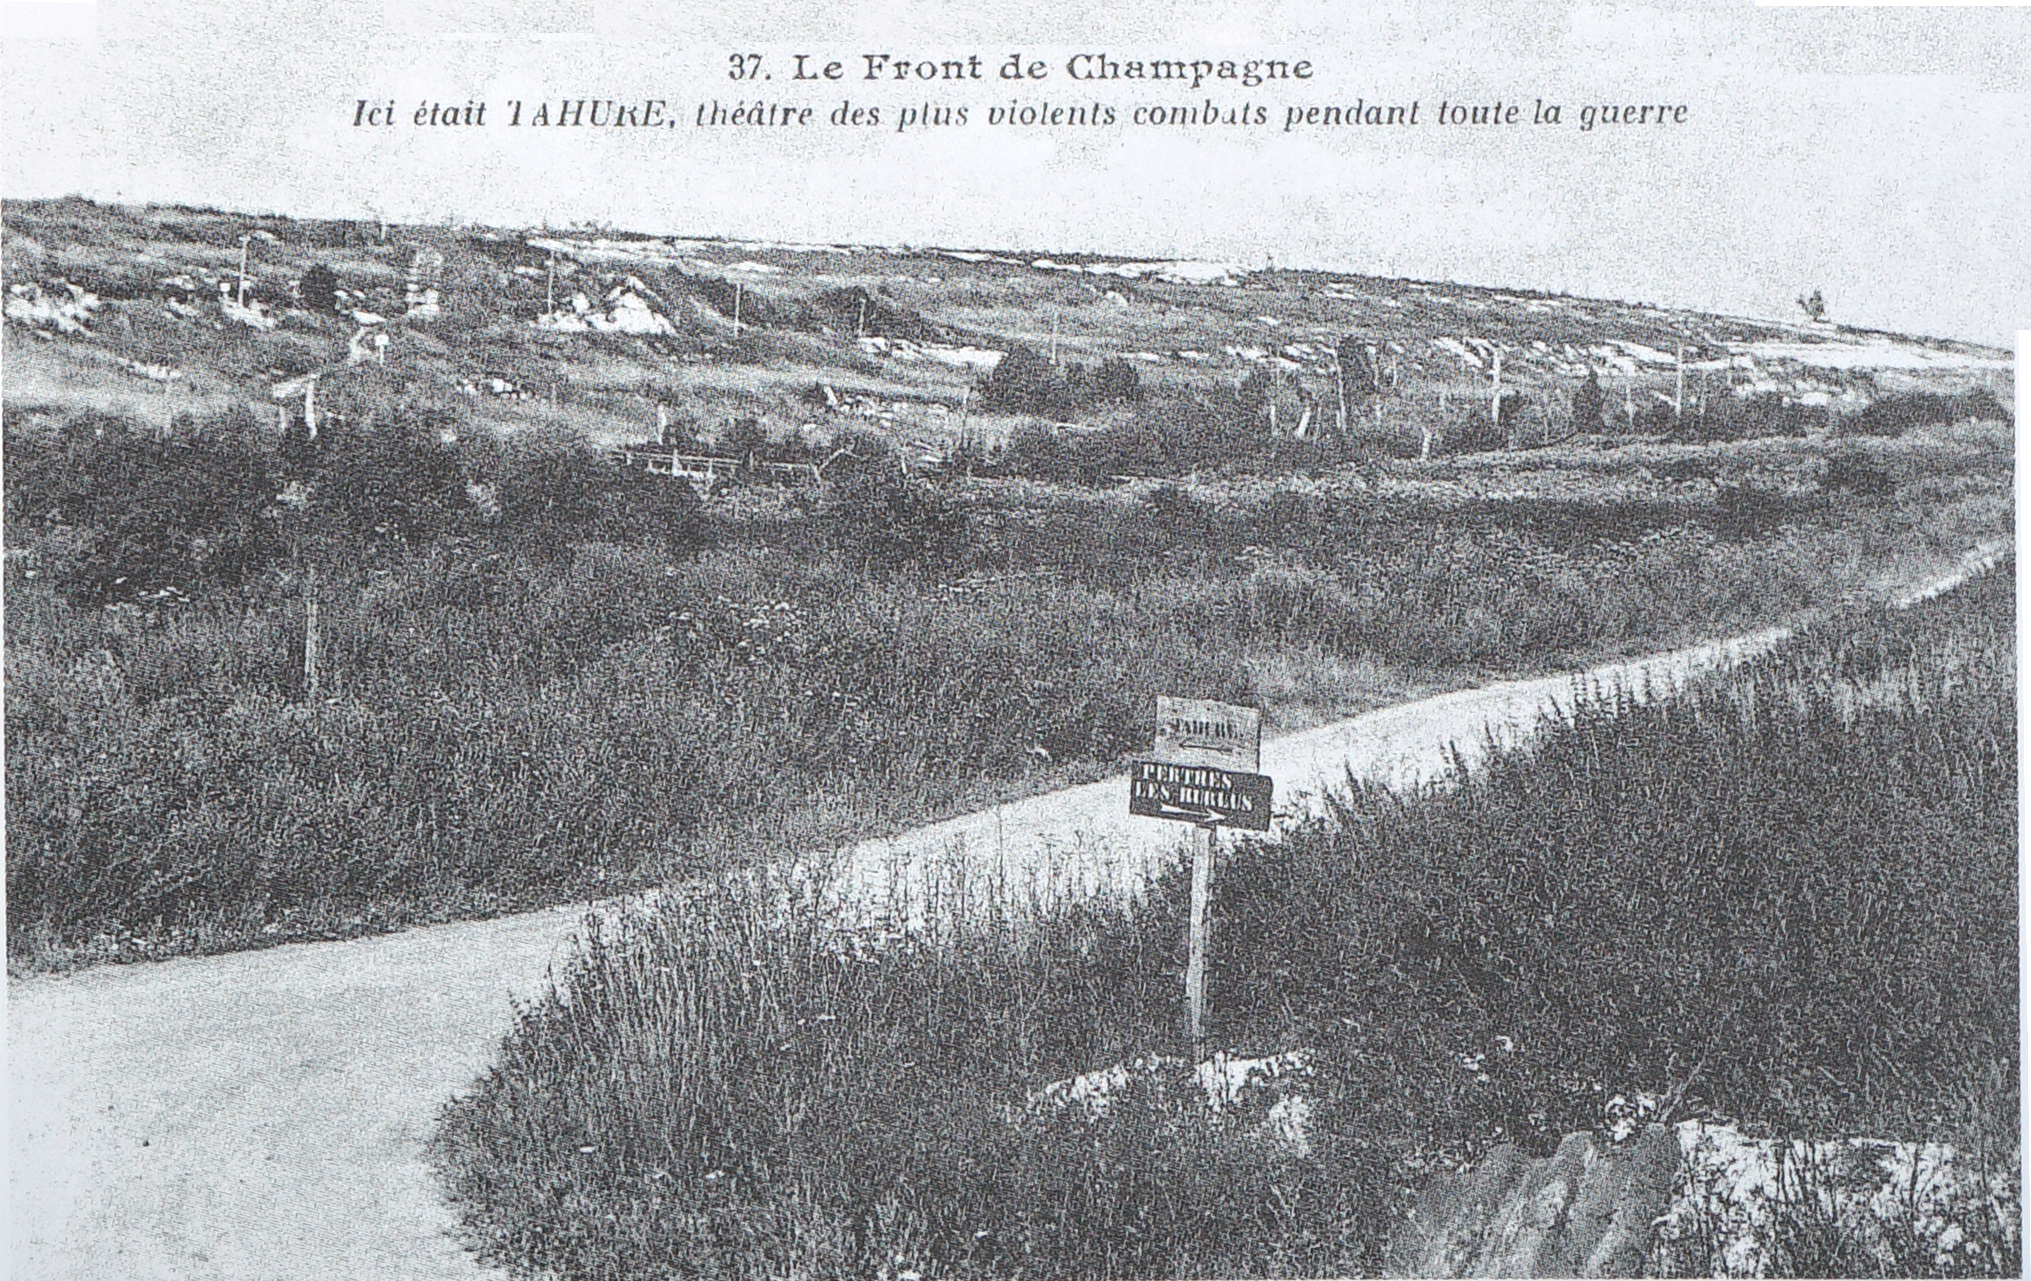 37. Le Front de Champagne
Ici était TAHURE, théâtre des plus violents combats pendant toute la guerre
TAHURE
PERTHES
LES HURLUS